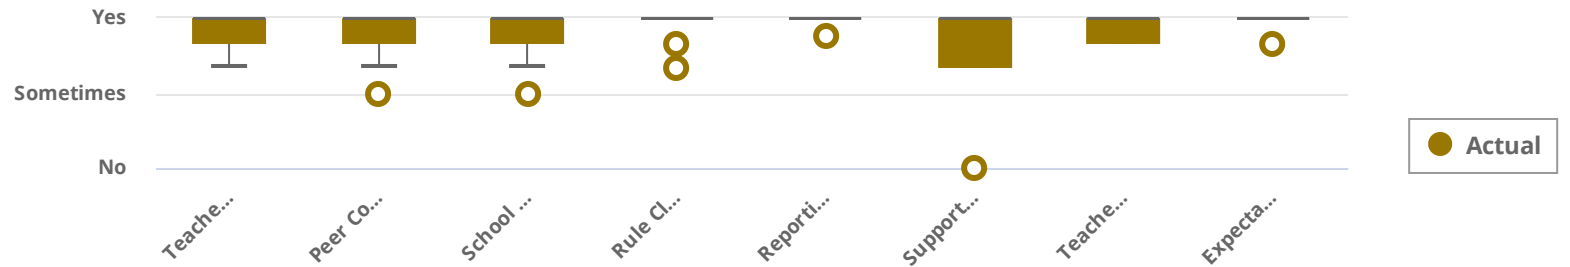 Yes
Sometimes
No
Teache...
Peer Co...
School ...
Rule Cl...
Reporti...
Support...
Teache...
Expecta...
Actual